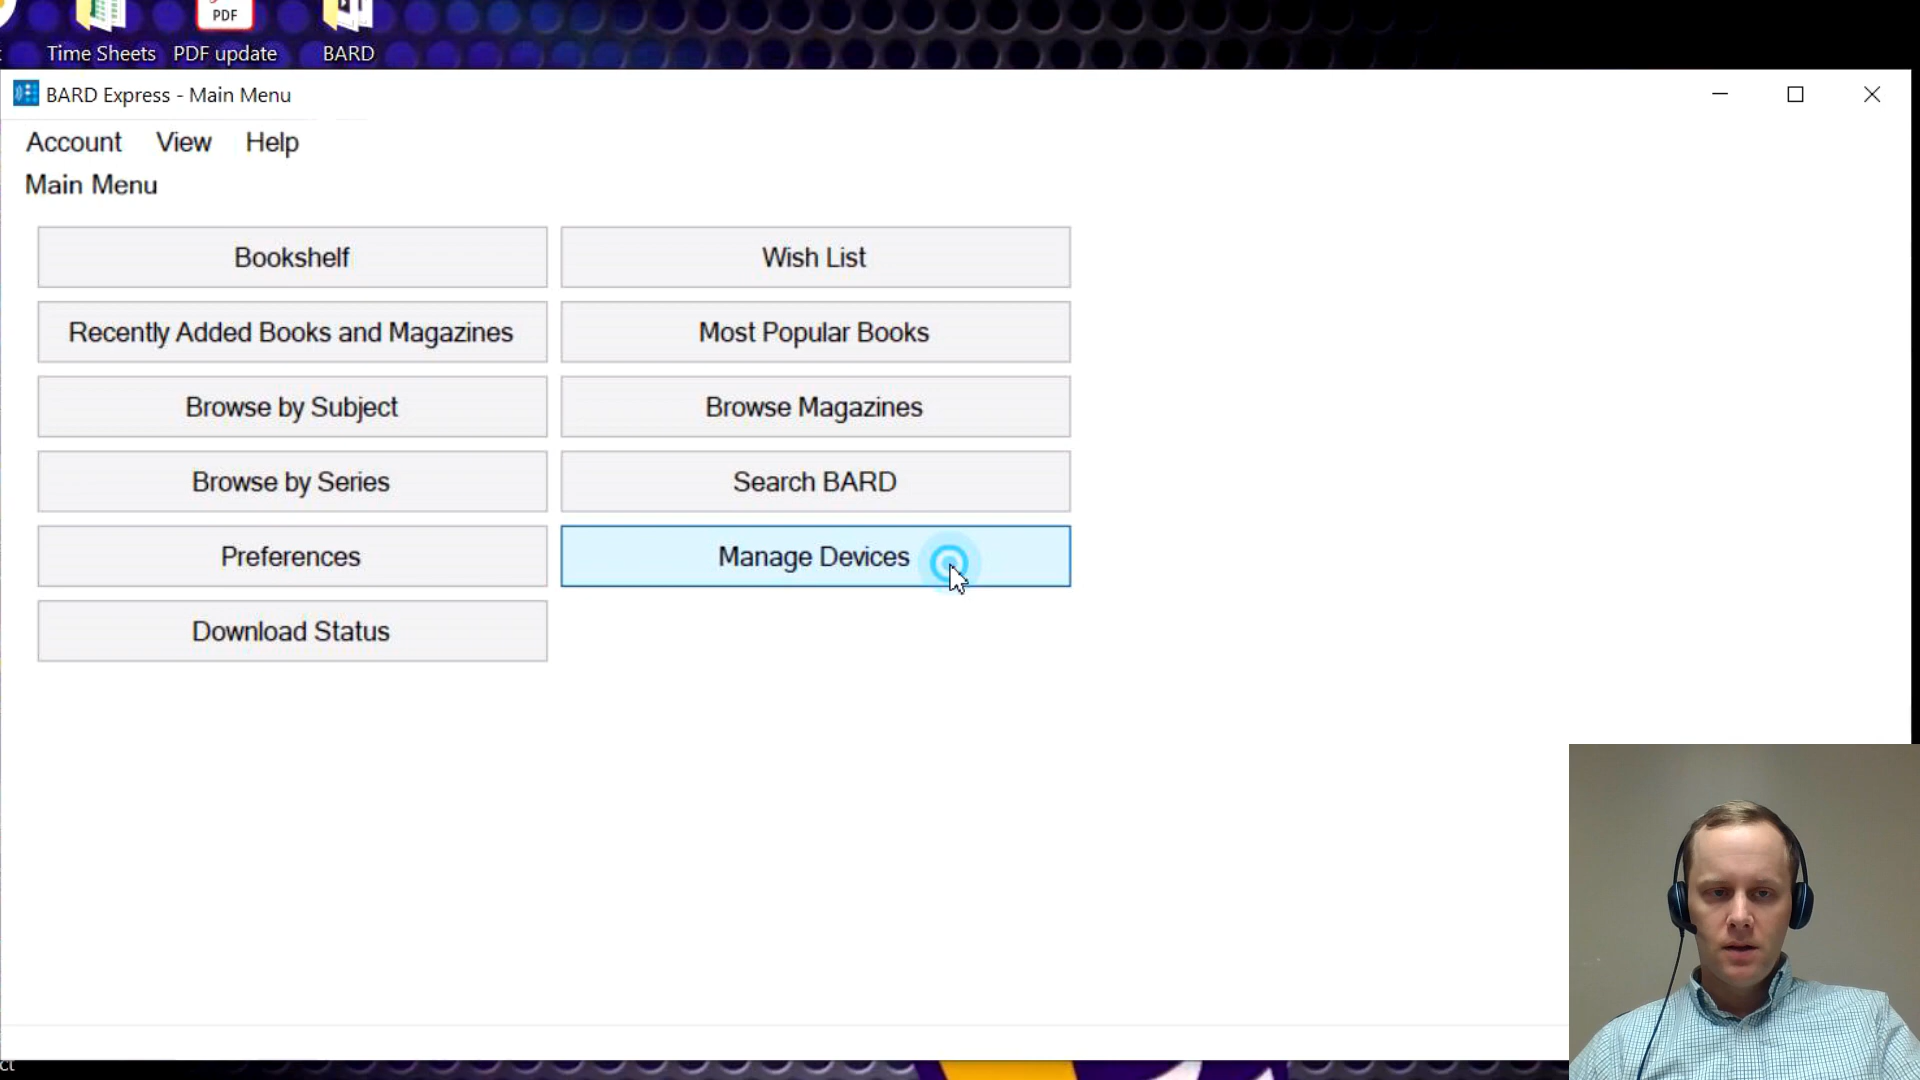 PDF
Time Sheets PDF update BARD
BARD Express - Main Menu
Account View Help
Main Menu
Bookshelf Wish List
Recently Added Books and Magazines Most Popular Books
Browse by Subject Browse Magazines
Browse by Series Search BARD
Preferences Manage Devices
Download Status